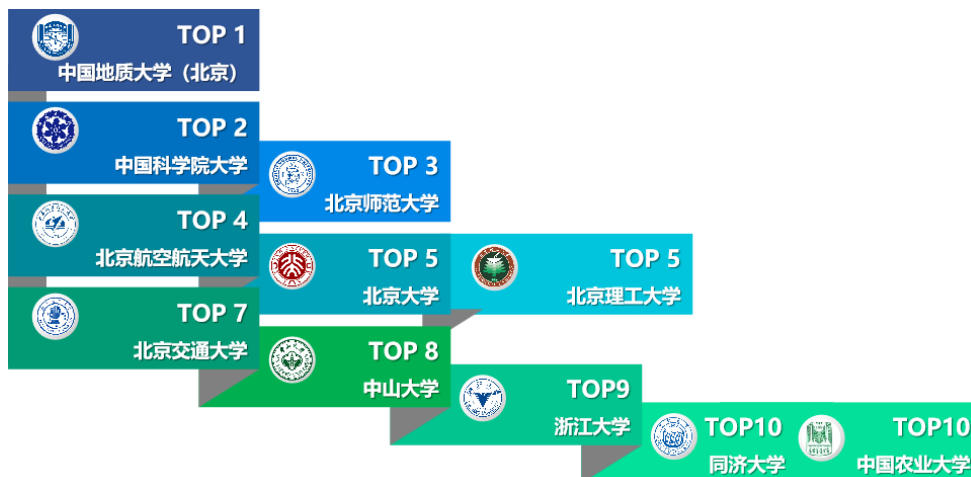 TOP 1
中国地质大学（北京）
TOP 2
中国科学院大学
TOP 3
北京师范大学
TOP 4
北京航空航天大学
TOP 5
北京大学
TOP 5
北京理工大学
TOP 7
北京交通大学
TOP 8
中山大学
TOP9
浙江大学
TOP10
同济大学
TOP10
中国农业大学